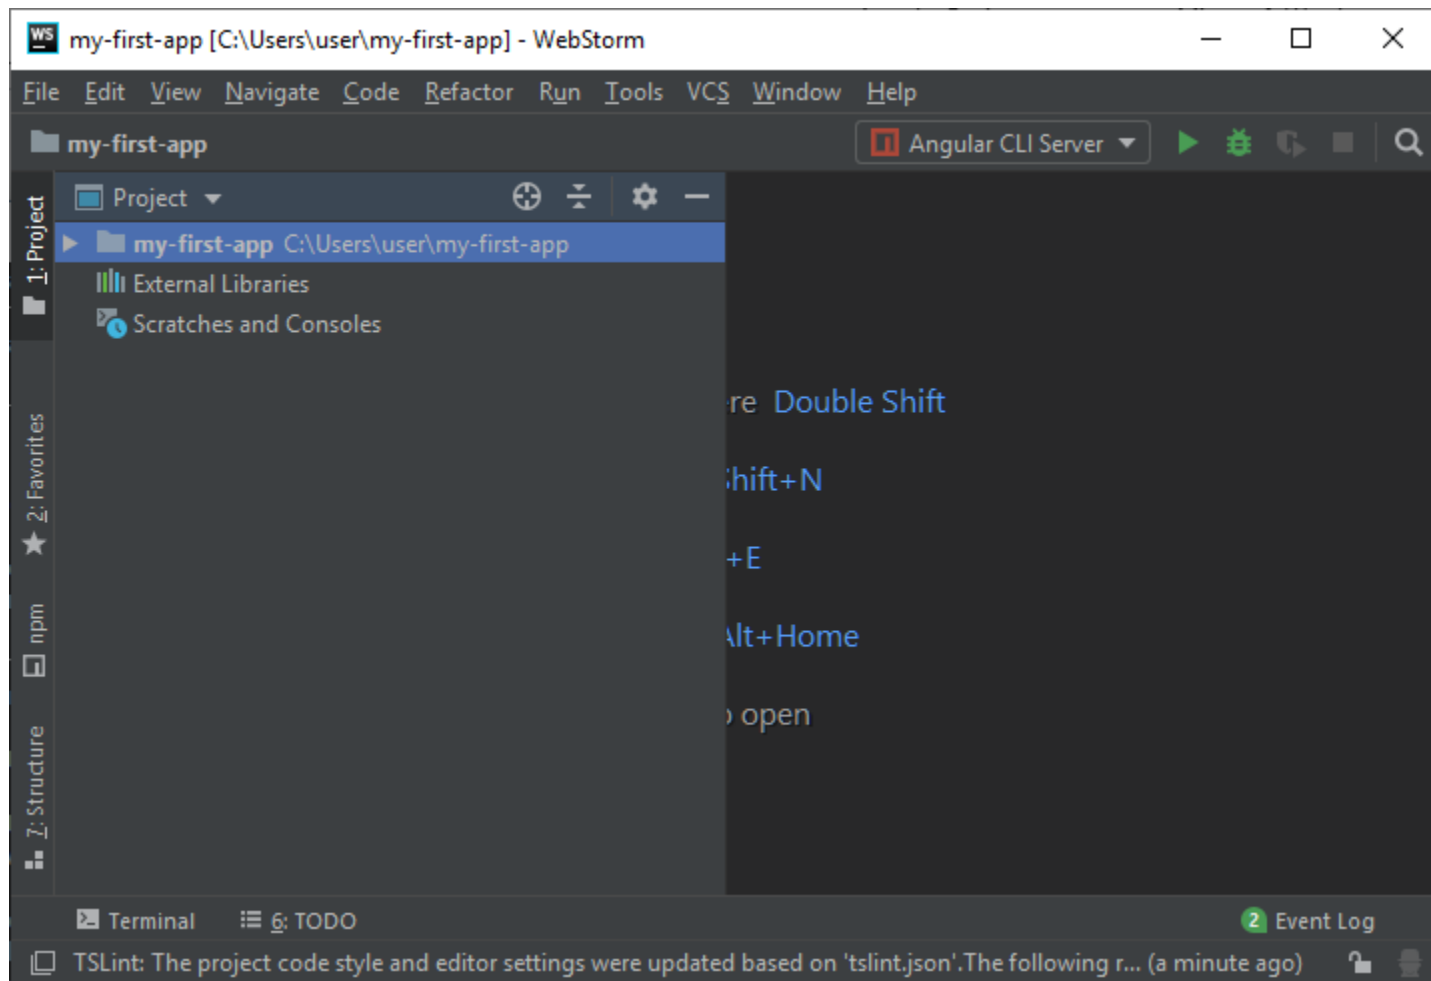 WS my-first-app [C:\Users\user\my-first-app] - WebStorm
File Edit View Navigate Code Refactor Run Tools VCS Window Help
my-first-app Angular CLI Server
Project
my-first-app C:\Users\user\my-first-app
External Libraries
Scratches and Consoles
1: Project
2: Favorites
npm
7: Structure
re Double Shift
Shift+N
+E
Alt+Home
open
Terminal 6: TODO 2 Event Log
TSLint: The project code style and editor settings were updated based on 'tslint.json'.The following r... (a minute ago)